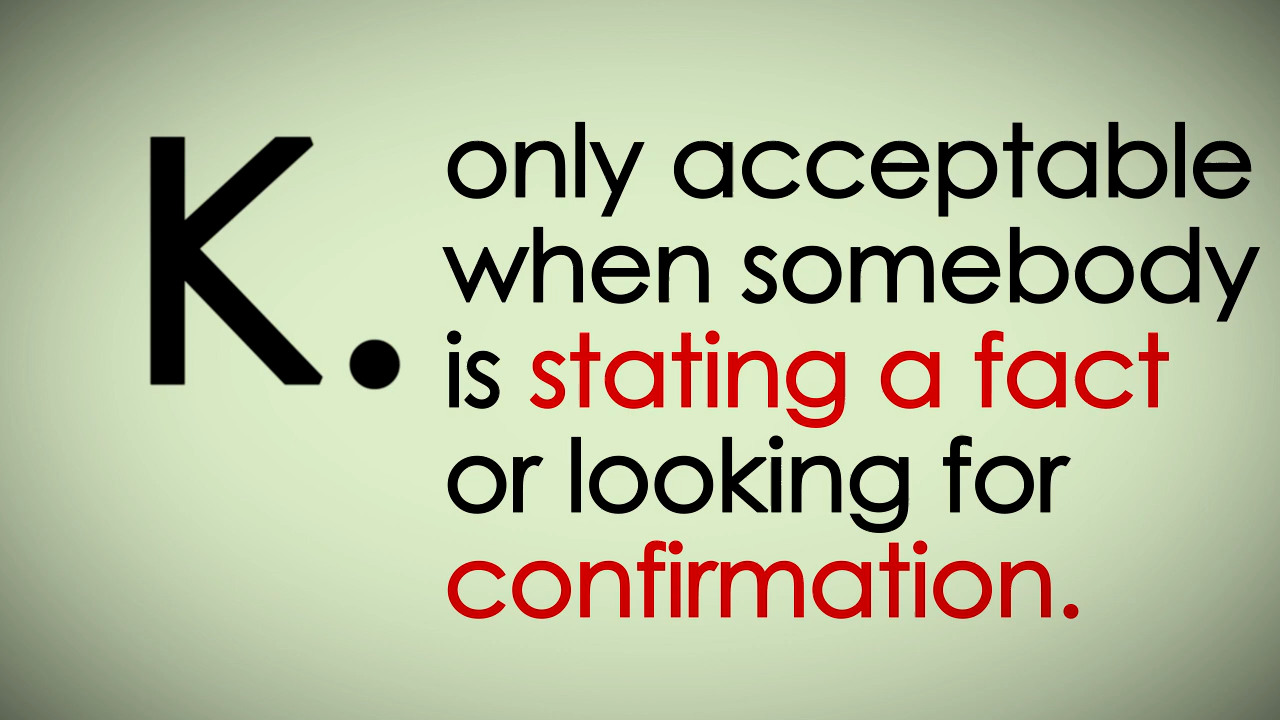 K.
only acceptable
when somebody
is stating a fact
or looking for
confirmation.